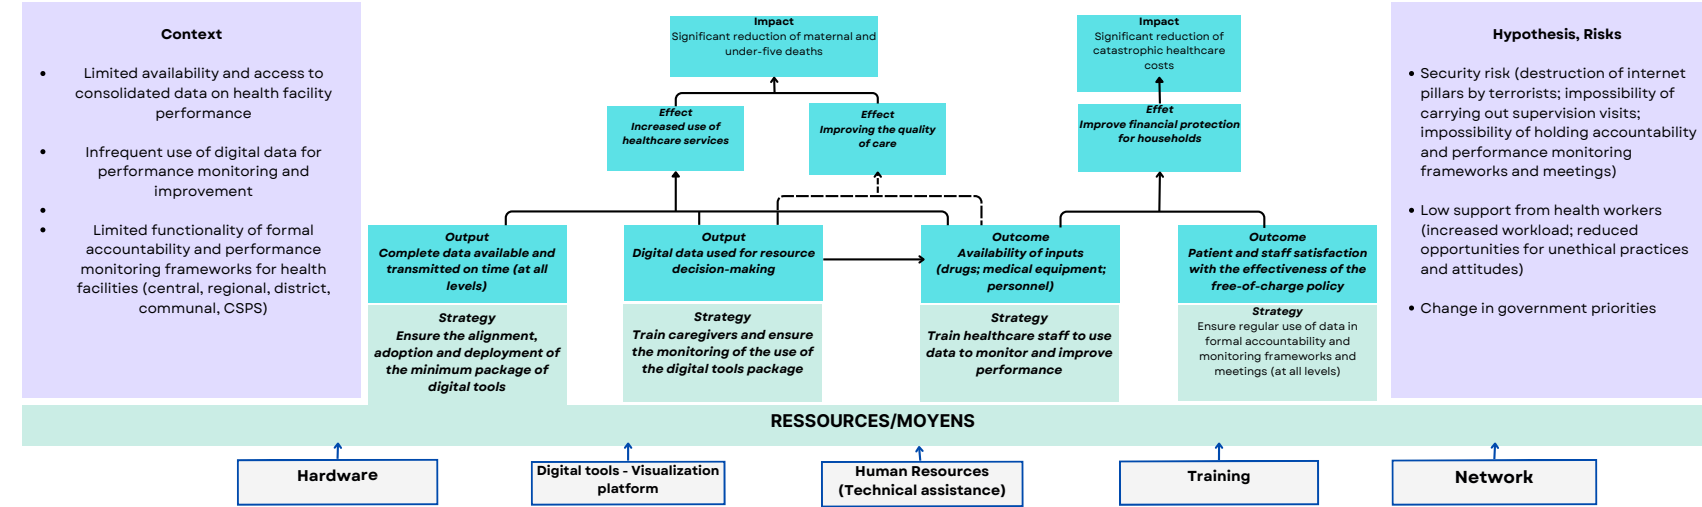 Context
Limited availability and access to
consolidated data on health facility
performance
Infrequent use of digital data for
performance monitoring and
improvement
Limited functionality of formal
accountability and performance
monitoring frameworks for health
facilities (central, regional, district,
communal, CSPS)
Impact
Significant reduction of maternal and
under-five deaths
Impact
Significant reduction of
catastrophic healthcare
costs
Effect
Increased use of
healthcare services
Effect
Improving the quality
of care
Effet
Improve financial protection
for households
Output
Complete data available and
transmitted on time (at all
levels)
Output
Digital data used for resource
decision-making
Outcome
Availability of inputs
(drugs; medical equipment;
personnel)
Outcome
Patient and staff satisfaction
with the effectiveness of the
free-of-charge policy
Strategy
Ensure the alignment,
adoption and deployment of
the minimum package of
digital tools
Strategy
Train caregivers and ensure
the monitoring of the use of
the digital tools package
Strategy
Train healthcare staff to use
data to monitor and improve
performance
Strategy
Ensure regular use of data in
formal accountability and
monitoring frameworks and
meetings (at all levels)
Hypothesis, Risks
Security risk (destruction of internet
pillars by terrorists; impossibility of
carrying out supervision visits;
impossibility of holding accountability
and performance monitoring
frameworks and meetings)
Low support from health workers
(increased workload; reduced
opportunities for unethical practices
and attitudes)
Change in government priorities
RESSOURCES/MOYENS
Hardware
Digital tools - Visualization
platform
Human Resources
(Technical assistance)
Training
Network